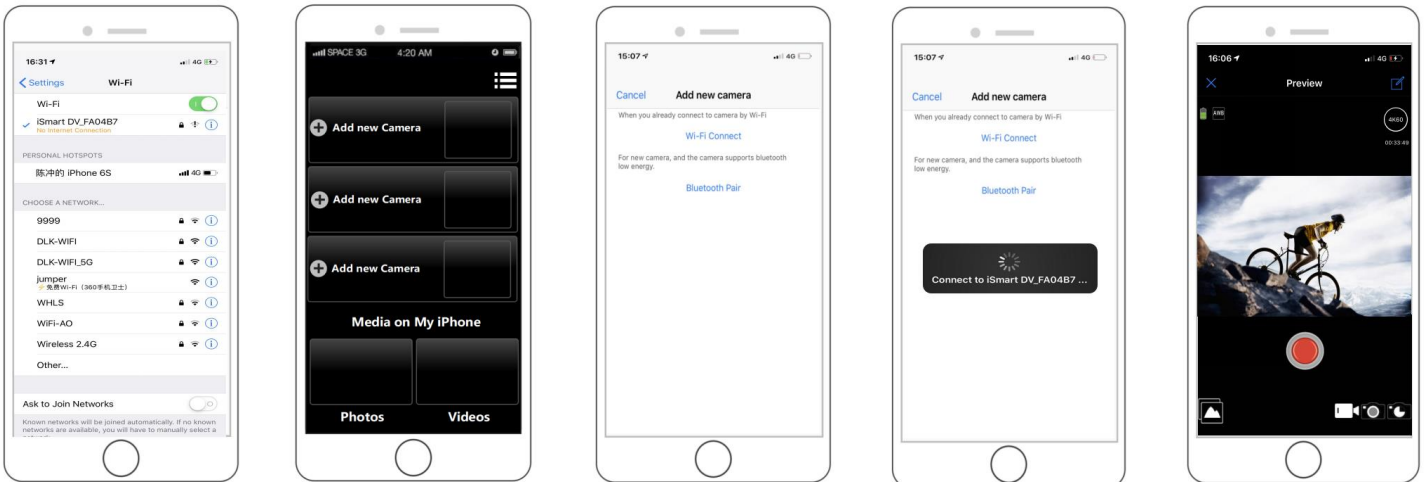 16:31 4G
Settings Wi-Fi
Wi-Fi
iSmart DV_FA04B7
No Internet Connection
PERSONAL HOTSPOTS
陈冲的 iPhone 6S 4G
CHOOSE A NETWORK...
9999
DLK-WIFI
DLK-WIFI_5G
jumper
免费Wi-Fi（360手机卫士）
WHLS
WiFi-AO
Wireless 2.4G
Other...
Ask to Join Networks
Known networks will be joined automatically. If no known
networks are available, you will have to manually select a
SPACE 3G 4:20 AM
Add new Camera
Add new Camera
Add new Camera
Media on My iPhone
Photos Videos
15:07 4G
Cancel Add new camera
When you already connect to camera by Wi-Fi
Wi-Fi Connect
For new camera, and the camera supports bluetooth
low energy.
Bluetooth Pair
15:07 4G
Cancel Add new camera
When you already connect to camera by Wi-Fi
Wi-Fi Connect
For new camera, and the camera supports bluetooth
low energy.
Bluetooth Pair
Connect to iSmart DV_FA04B7 ...
16:06 4G
Preview
AWB
4K60
00:33:49